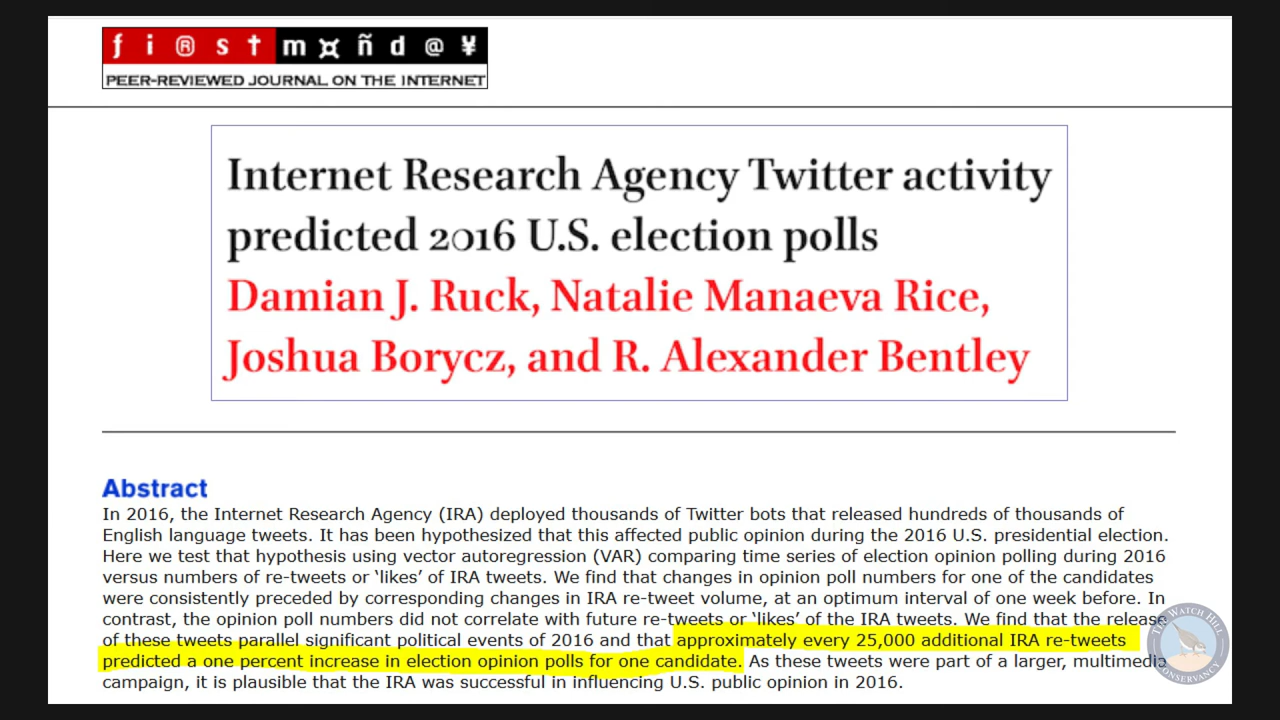 fi®stm¤ñd@¥
PEER-REVIEWED JOURNAL ON THE INTERNET
Internet Research Agency Twitter activity
predicted 2016 U.S. election polls
Damian J. Ruck, Natalie Manaeva Rice,
Joshua Borycz, and R. Alexander Bentley
Abstract
In 2016, the Internet Research Agency (IRA) deployed thousands of Twitter bots that released hundreds of thousands of
English language tweets. It has been hypothesized that this affected public opinion during the 2016 U.S. presidential election.
Here we test that hypothesis using vector autoregression (VAR) comparing time series of election opinion polling during 2016
versus numbers of re-tweets or ‘likes’ of IRA tweets. We find that changes in opinion poll numbers for one of the candidates
were consistently preceded by corresponding changes in IRA re-tweet volume, at an optimum interval of one week before. In
contrast, the opinion poll numbers did not correlate with future re-tweets or ‘likes’ of the IRA tweets. We find that the release
of these tweets parallel significant political events of 2016 and that approximately every 25,000 additional IRA re-tweets
predicted a one percent increase in election opinion polls for one candidate. As these tweets were part of a larger, multimedia
campaign, it is plausible that the IRA was successful in influencing U.S. public opinion in 2016.
THE WATCH HILL
CONSERVANCY